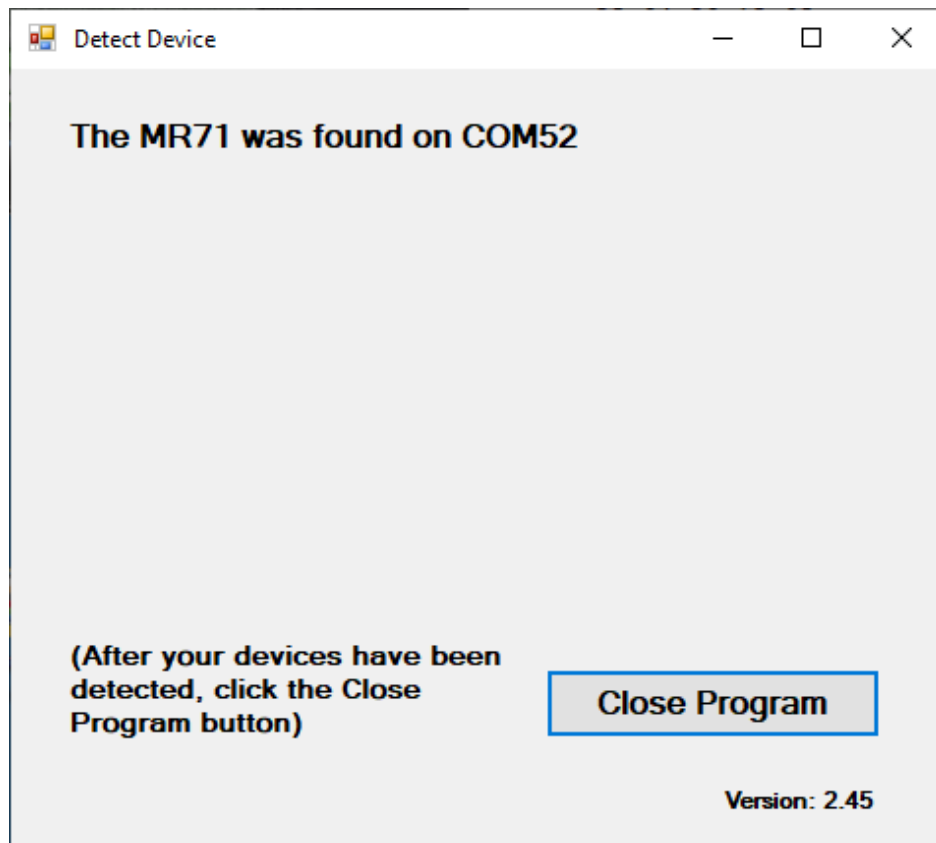 Detect Device
The MR71 was found on COM52
(After your devices have been
detected, click the Close
Program button)
Close Program
Version: 2.45